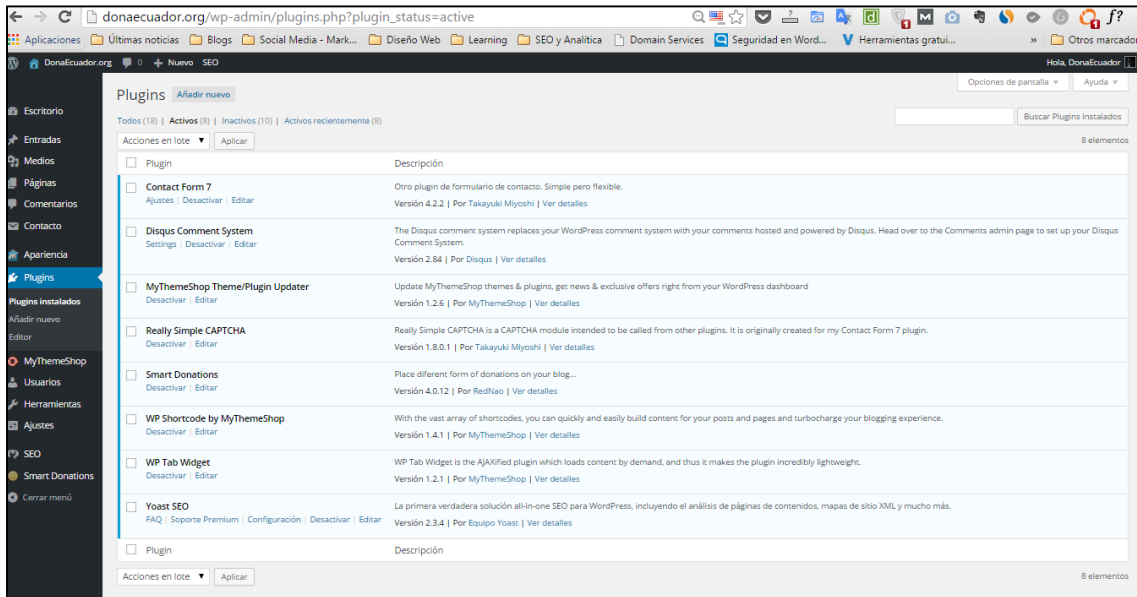 donaecuador.org/wp-admin/plugins.php?plugin_status=active
Aplicaciones Últimas noticias Blogs Social Media - Mark... Diseño Web Learning SEO y Analítica Domain Services Seguridad en Word... Herramientas gratui... » Otros marcado
DonaEcuador.org 0 + Nuevo SEO Hola, DonaEcuador
Opciones de pantalla Ayuda
Plugins Añadir nuevo
Todos (18) | Activos (8) | Inactivos (10) | Activos recientemente (8)
Buscar Plugins Instalados
Acciones en lote Aplicar 8 elementos
Escritorio
Entradas
Medios
Páginas
Comentarios
Contacto
Apariencia
Plugins
Plugins instalados
Añadir nuevo
Editor
MyThemeShop
Usuarios
Herramientas
Ajustes
SEO
Smart Donations
Cerrar menú
Plugin Descripción
Contact Form 7
Ajustes | Desactivar | Editar
Otro plugin de formulario de contacto. Simple pero flexible.
Versión 4.2.2 | Por Takayuki Miyoshi | Ver detalles
Disqus Comment System
Settings | Desactivar | Editar
The Disqus comment system replaces your WordPress comment system with your comments hosted and powered by Disqus. Head over to the Comments admin page to set up your Disqus
Comment System.
Versión 2.84 | Por Disqus | Ver detalles
MyThemeShop Theme/Plugin Updater
Desactivar | Editar
Update MyThemeShop themes & plugins, get news & exclusive offers right from your WordPress dashboard
Versión 1.2.6 | Por MyThemeShop | Ver detalles
Really Simple CAPTCHA
Desactivar | Editar
Really Simple CAPTCHA is a CAPTCHA module intended to be called from other plugins. It is originally created for my Contact Form 7 plugin.
Versión 1.8.0.1 | Por Takayuki Miyoshi | Ver detalles
Smart Donations
Desactivar | Editar
Place diferent form of donations on your blog...
Versión 4.0.12 | Por RedNao | Ver detalles
WP Shortcode by MyThemeShop
Desactivar | Editar
With the vast array of shortcodes, you can quickly and easily build content for your posts and pages and turbocharge your blogging experience.
Versión 1.4.1 | Por MyThemeShop | Ver detalles
WP Tab Widget
Desactivar | Editar
WP Tab Widget is the AJAXified plugin which loads content by demand, and thus it makes the plugin incredibly lightweight.
Versión 1.2.1 | Por MyThemeShop | Ver detalles
Yoast SEO
FAQ | Soporte Premium | Configuración | Desactivar | Editar
La primera verdadera solución all-in-one SEO para WordPress, incluyendo el análisis de páginas de contenidos, mapas de sitio XML y mucho más.
Versión 2.3.4 | Por Equipo Yoast | Ver detalles
Plugin Descripción
Acciones en lote Aplicar 8 elementos